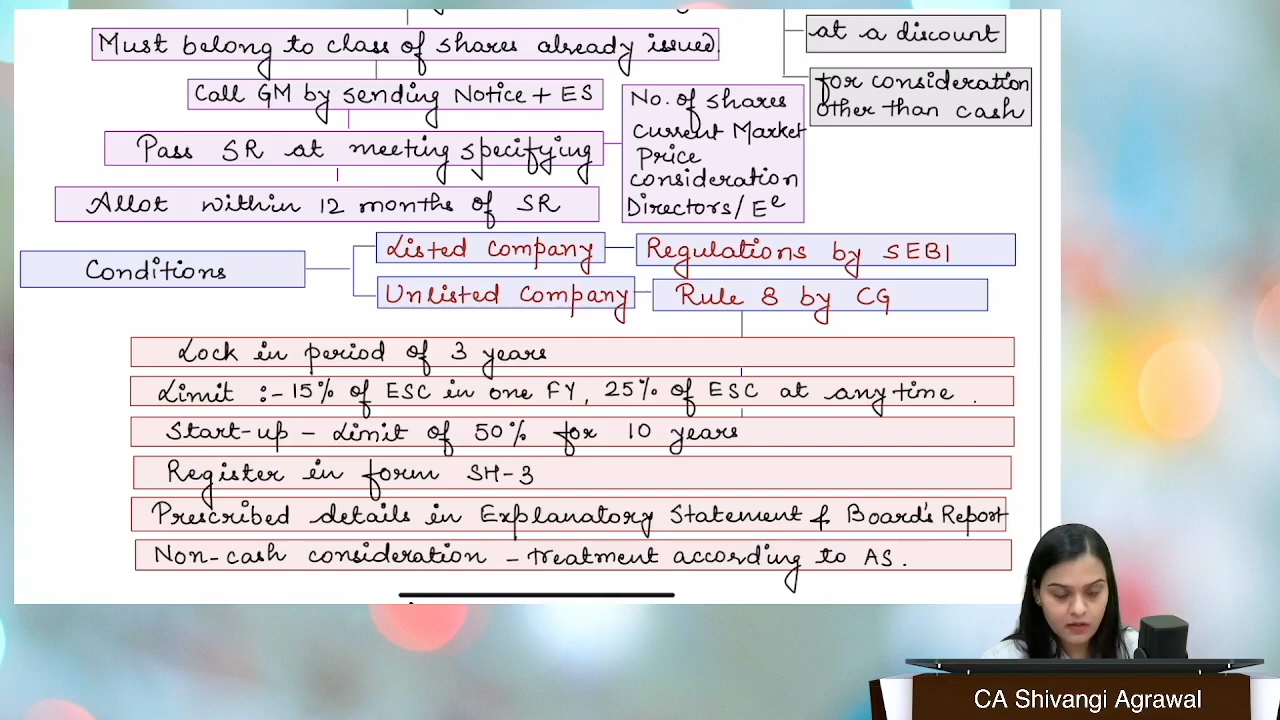 Must belong to class of shares already issued.
at a discount
for consideration
other than cash
Call GM by sending Notice + ES
No. of shares
Current Market
Price
consideration
Directors/Ee
Pass SR at meeting specifying
Allot within 12 months of SR
Conditions
Listed company
Regulations by SEBI
Unlisted company
Rule 8 by CG
Lock in period of 3 years
Limit :- 15% of ESC in one FY, 25% of ESC at any time .
Start-up - Limit of 50% for 10 years
Register in form SH-3
Prescribed details in Explanatory Statement & Board's Report
Non-cash consideration - treatment according to AS.
CA Shivangi Agrawal